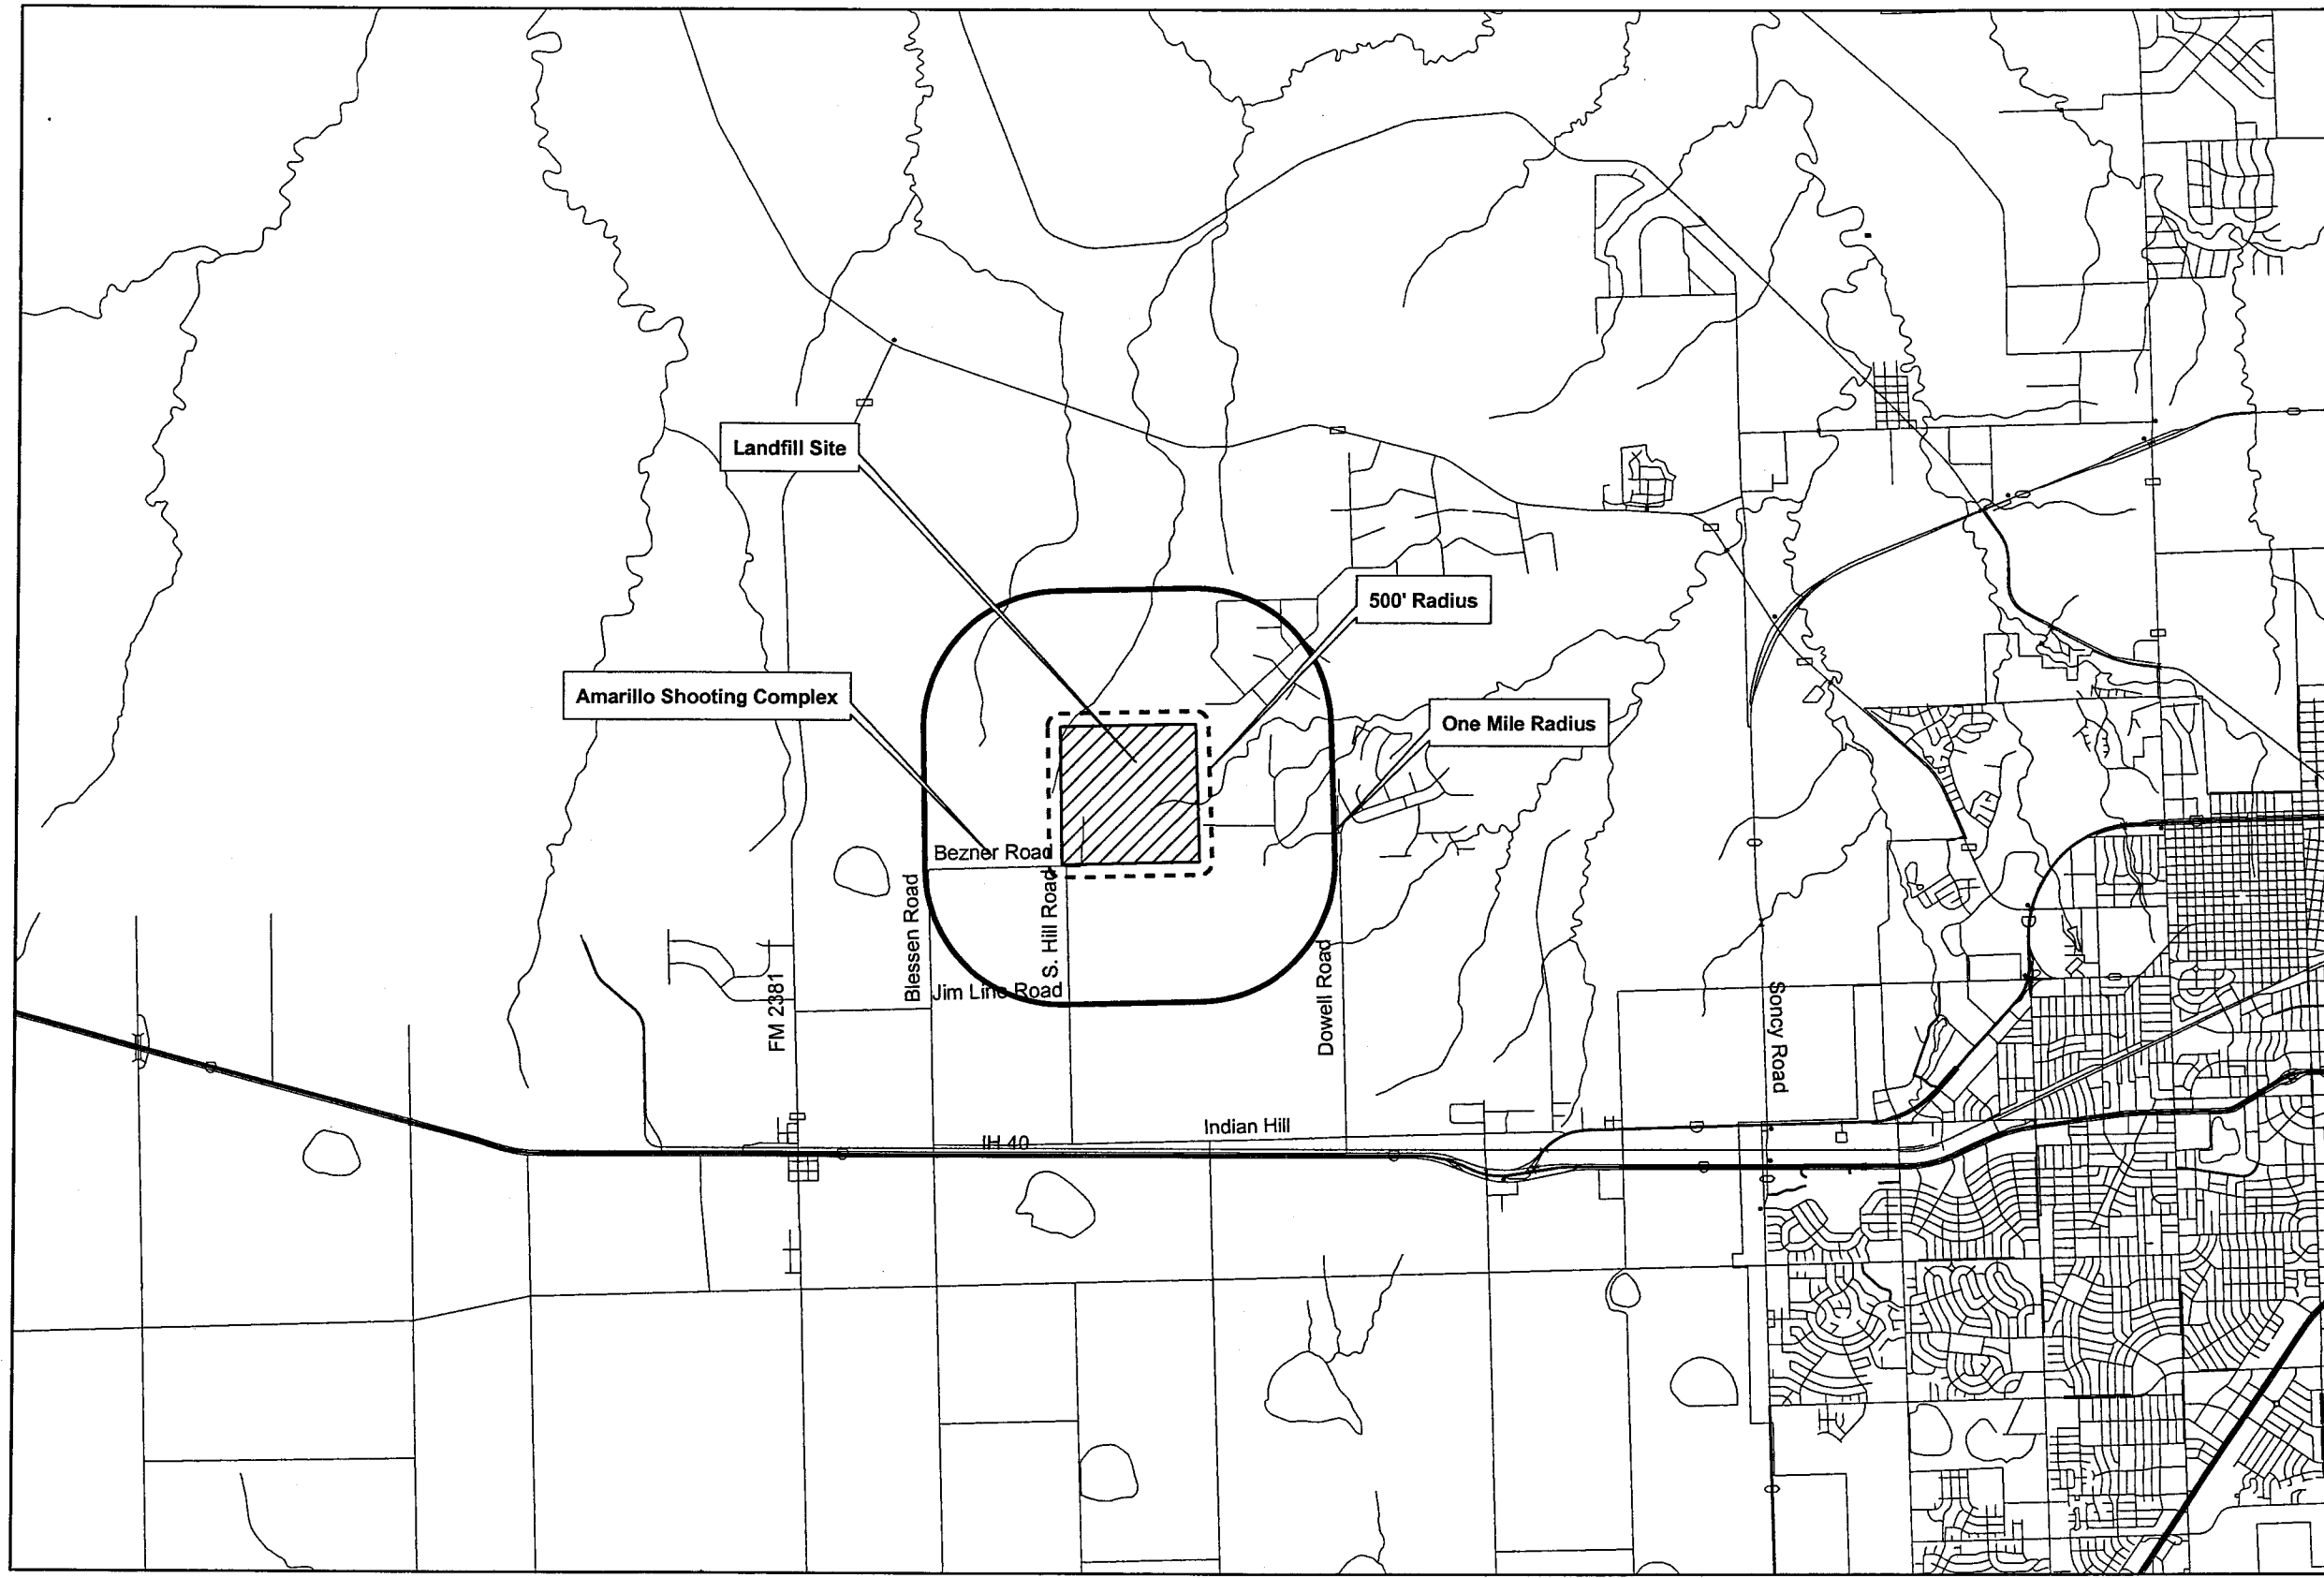 Landfill Site
500' Radius
Amarillo Shooting Complex
One Mile Radius
Bezner Road
Blessen Road
S. Hill Road
FM 2381
Jim Line Road
Dowell Road
Soncy Road
Indian Hill
IH 40